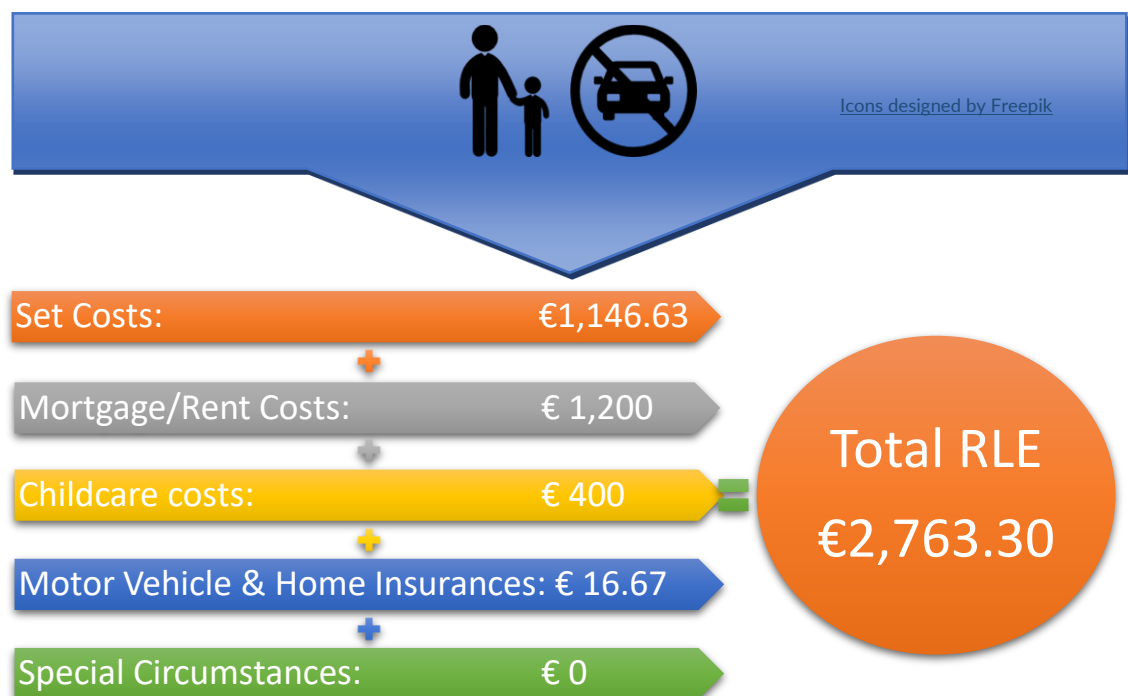 Icons designed by Freepik
Set Costs: €1,146.63
Mortgage/Rent Costs: € 1,200
Childcare costs: € 400
Motor Vehicle & Home Insurances: € 16.67
Special Circumstances: € 0
Total RLE
€2,763.30